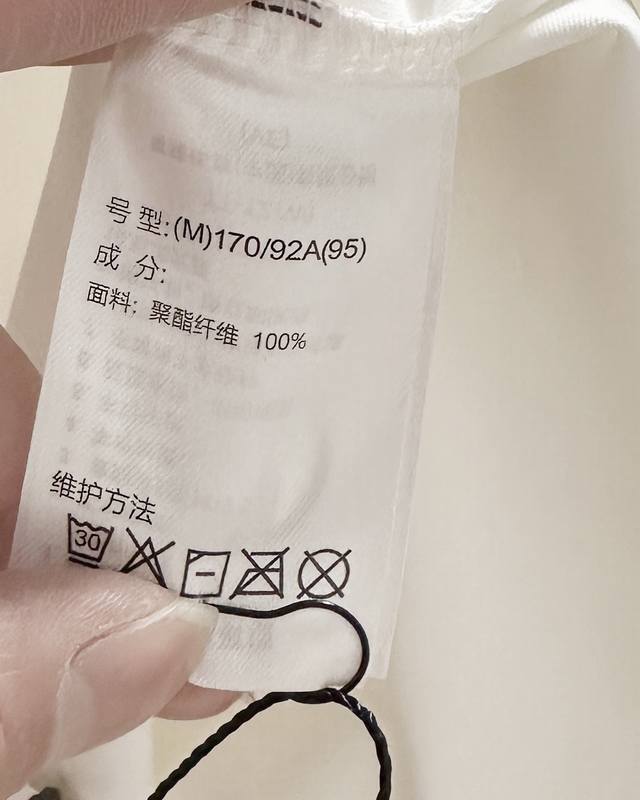 号 型:(M)170/92A(95)
成 分:
面料: 聚酯纤维 100%
维护方法
30